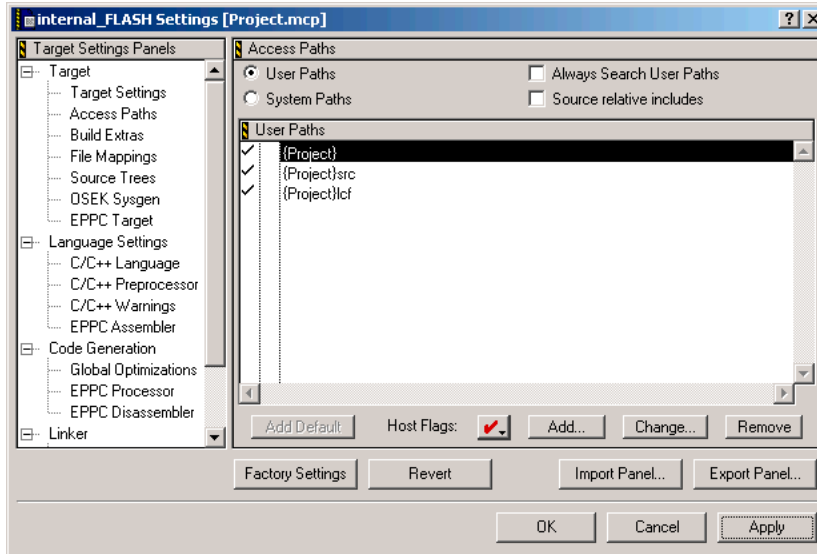 internal_FLASH Settings [Project.mcp]
Target Settings Panels
Target
Target Settings
Access Paths
Build Extras
File Mappings
Source Trees
OSEK Sysgen
EPPC Target
Language Settings
C/C++ Language
C/C++ Preprocessor
C/C++ Warnings
EPPC Assembler
Code Generation
Global Optimizations
EPPC Processor
EPPC Disassembler
Linker
Access Paths
User Paths
Always Search User Paths
System Paths
Source relative includes
User Paths
{Project}
{Project}src
{Project}lcf
Add Default
Host Flags:
Add...
Change...
Remove
Factory Settings
Revert
Import Panel...
Export Panel...
OK
Cancel
Apply